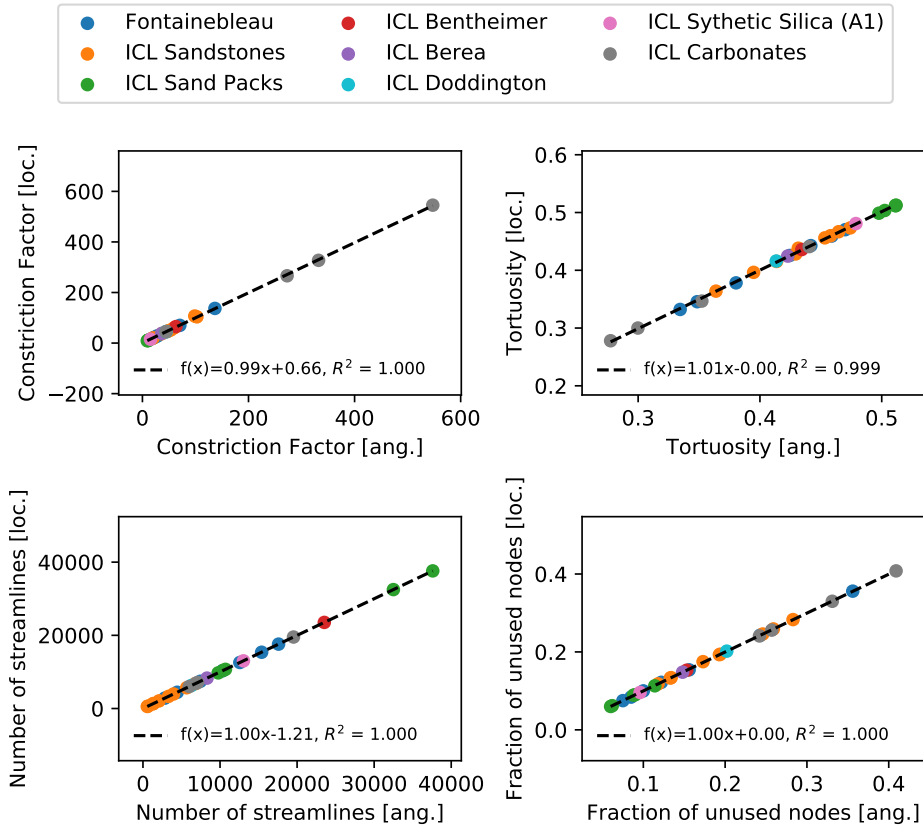 Fontainebleau
ICL Sandstones
ICL Sand Packs
ICL Bentheimer
ICL Berea
ICL Doddington
ICL Sythetic Silica (A1)
ICL Carbonates
Constriction Factor [loc.]
600
400
200
0
−200
f(x)=0.99x+0.66, R² = 1.000
0 200 400 600
Constriction Factor [ang.]
Tortuosity [loc.]
0.6
0.5
0.4
0.3
0.2
f(x)=1.01x-0.00, R² = 0.999
0.3 0.4 0.5
Tortuosity [ang.]
Number of streamlines [loc.]
40000
20000
0
f(x)=1.00x-1.21, R² = 1.000
0 10000 20000 30000 40000
Number of streamlines [ang.]
Fraction of unused nodes [loc.]
0.4
0.2
0.0
f(x)=1.00x+0.00, R² = 1.000
0.1 0.2 0.3 0.4
Fraction of unused nodes [ang.]